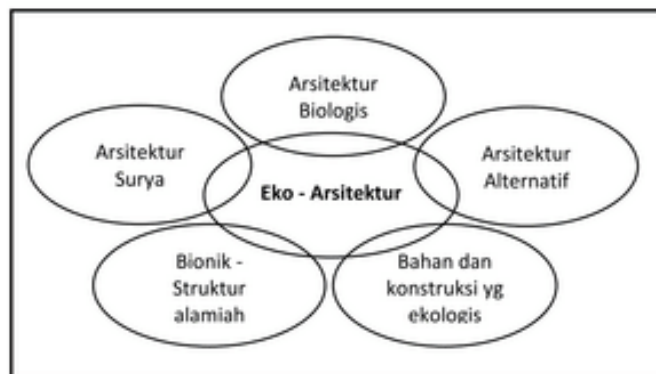 Arsitektur
Biologis
Arsitektur
Surya
Arsitektur
Alternatif
Eko - Arsitektur
Bionik -
Struktur
alamiah
Bahan dan
konstruksi yg
ekologis